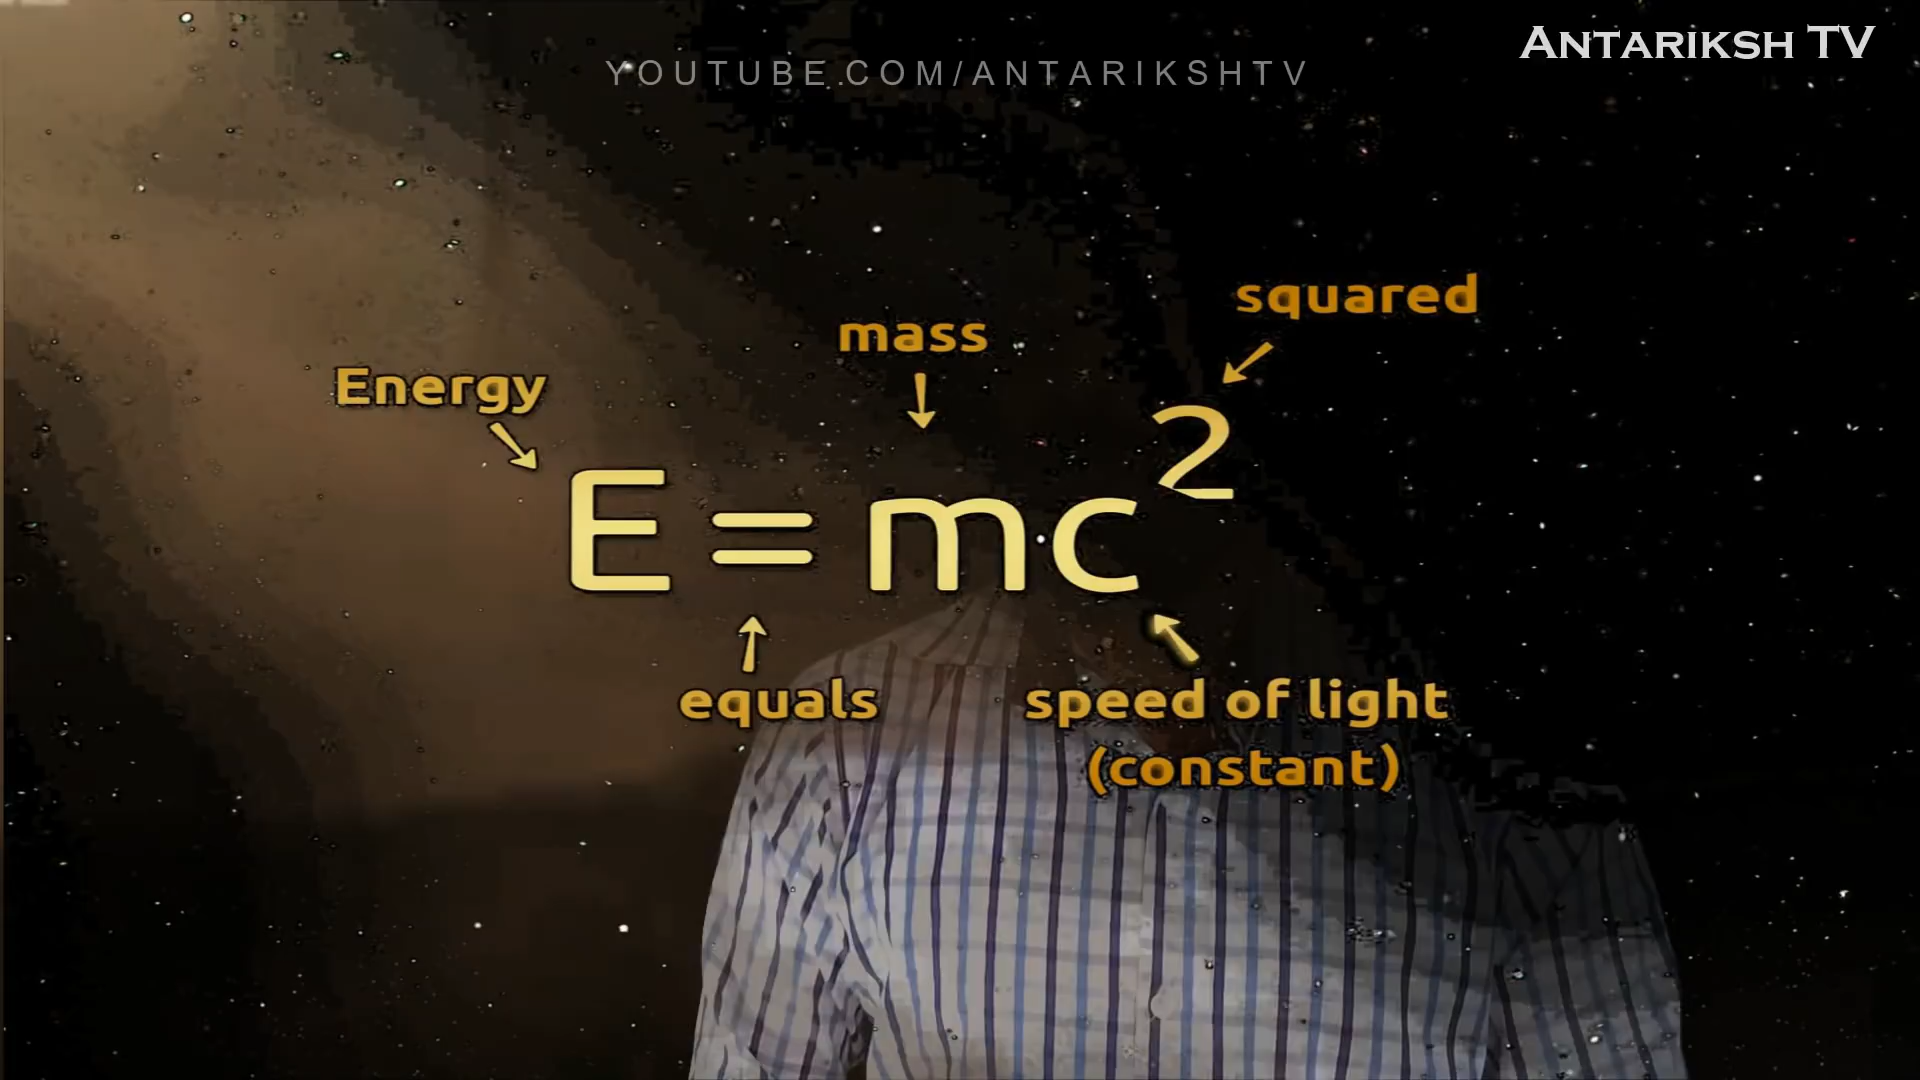 ANTARIKSH TV
YOUTUBE.COM/ANTARIKSHTV
squared
mass
Energy
E = mc²
equals
speed of light
(constant)